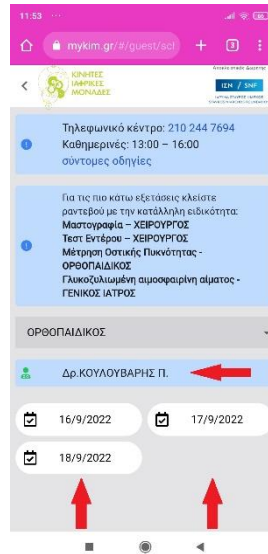 11:53
mykim.gr/#/guest/scl
3
ΚΙΝΗΤΕΣ
ΙΑΤΡΙΚΕΣ
ΜΟΝΑΔΕΣ
ΙΣΝ / SNF
Τηλεφωνικό κέντρο: 210 244 7694
Καθημερινές: 13:00 – 16:00
σύντομες οδηγίες
Για τις πιο κάτω εξετάσεις κλείστε
ραντεβού με την κατάλληλη ειδικότητα:
Μαστογραφία – ΧΕΙΡΟΥΡΓΟΣ
Τεστ Εντέρου – ΧΕΙΡΟΥΡΓΟΣ
Μέτρηση Οστικής Πυκνότητας -
ΟΡΘΟΠΑΙΔΙΚΟΣ
Γλυκοζυλιωμένη αιμοσφαιρίνη αίματος -
ΓΕΝΙΚΟΣ ΙΑΤΡΟΣ
ΟΡΘΟΠΑΙΔΙΚΟΣ
Δρ.ΚΟΥΛΟΥΒΑΡΗΣ Π.
16/9/2022
17/9/2022
18/9/2022